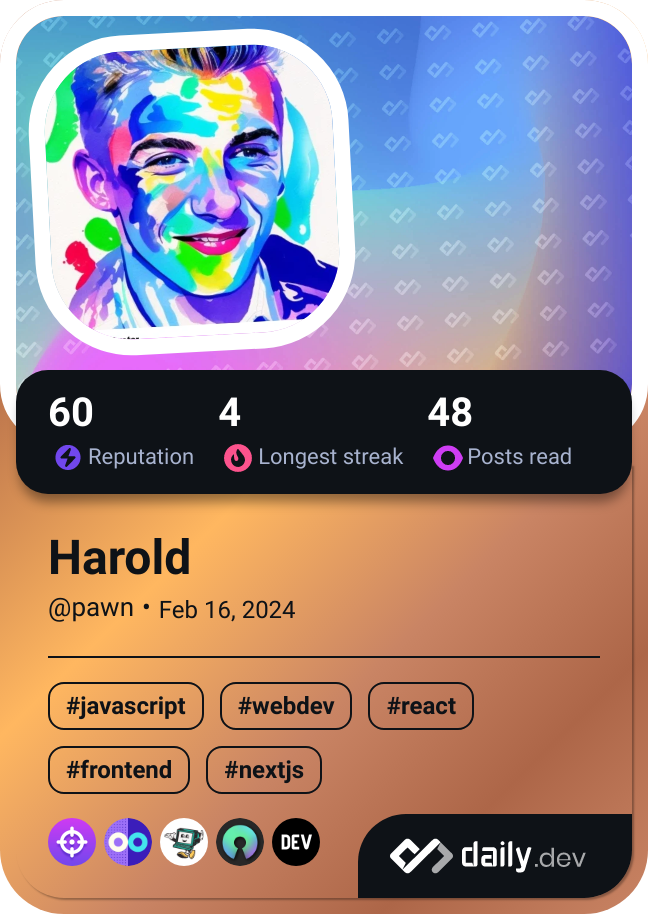 60 4 48
Reputation Longest streak Posts read
Harold
@pawn • Feb 16, 2024
#javascript #webdev #react
#frontend #nextjs
DEV daily.dev